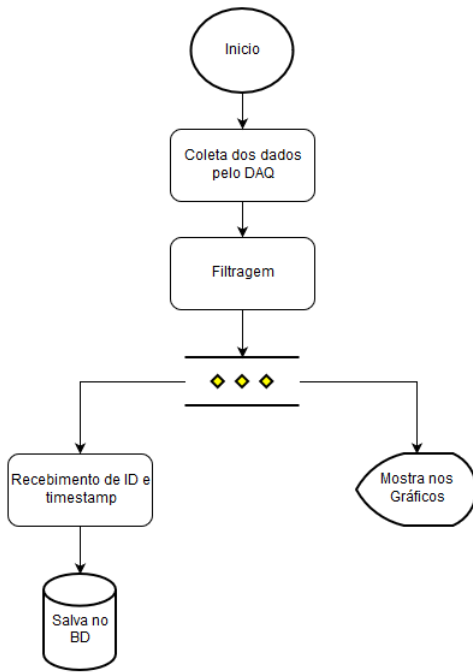 Inicio
Coleta dos dados
pelo DAQ
Filtragem
Recebimento de ID e
timestamp
Mostra nos
Gráficos
Salva no
BD